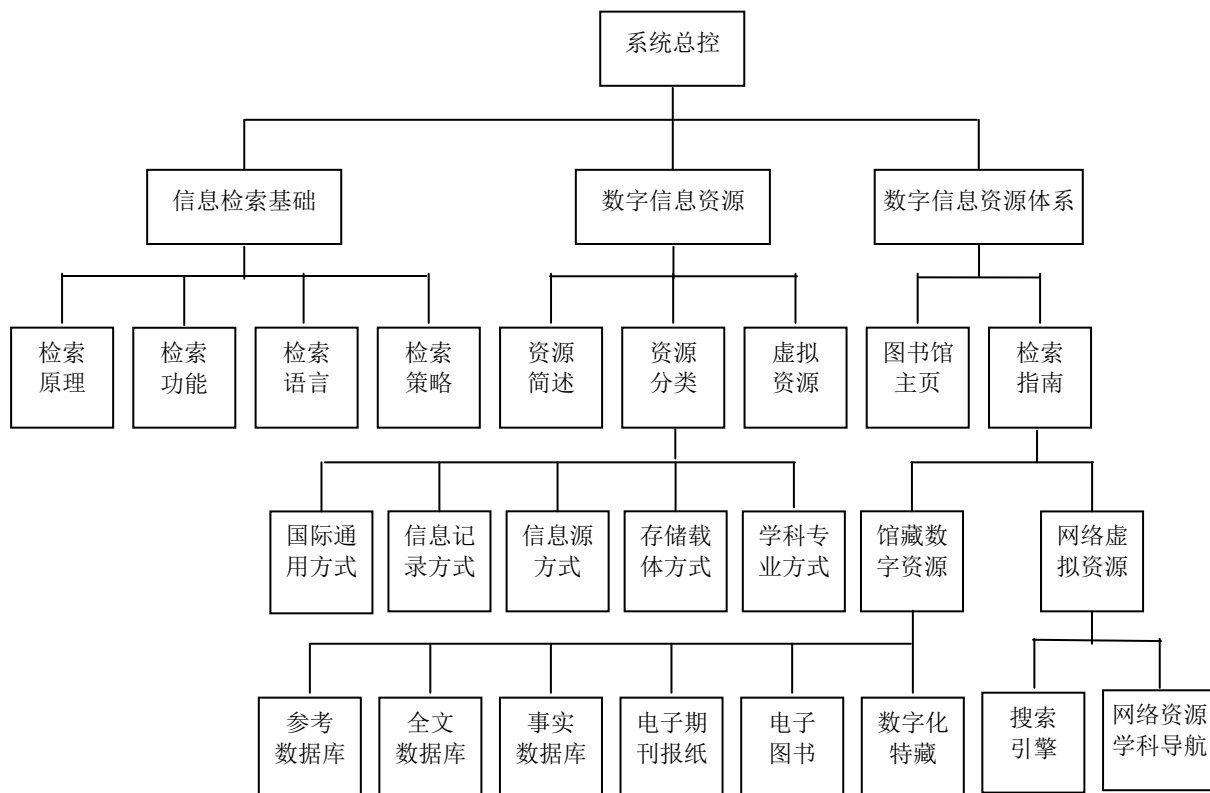 系统总控
信息检索基础
数字信息资源
数字信息资源体系
检索
原理
检索
功能
检索
语言
检索
策略
资源
简述
资源
分类
虚拟
资源
图书馆
主页
检索
指南
国际通
用方式
信息记
录方式
信息源
方式
存储载
体方式
学科专
业方式
馆藏数
字资源
网络虚
拟资源
参考
数据库
全文
数据库
事实
数据库
电子期
刊报纸
电子
图书
数字化
特藏
搜索
引擎
网络资源
学科导航